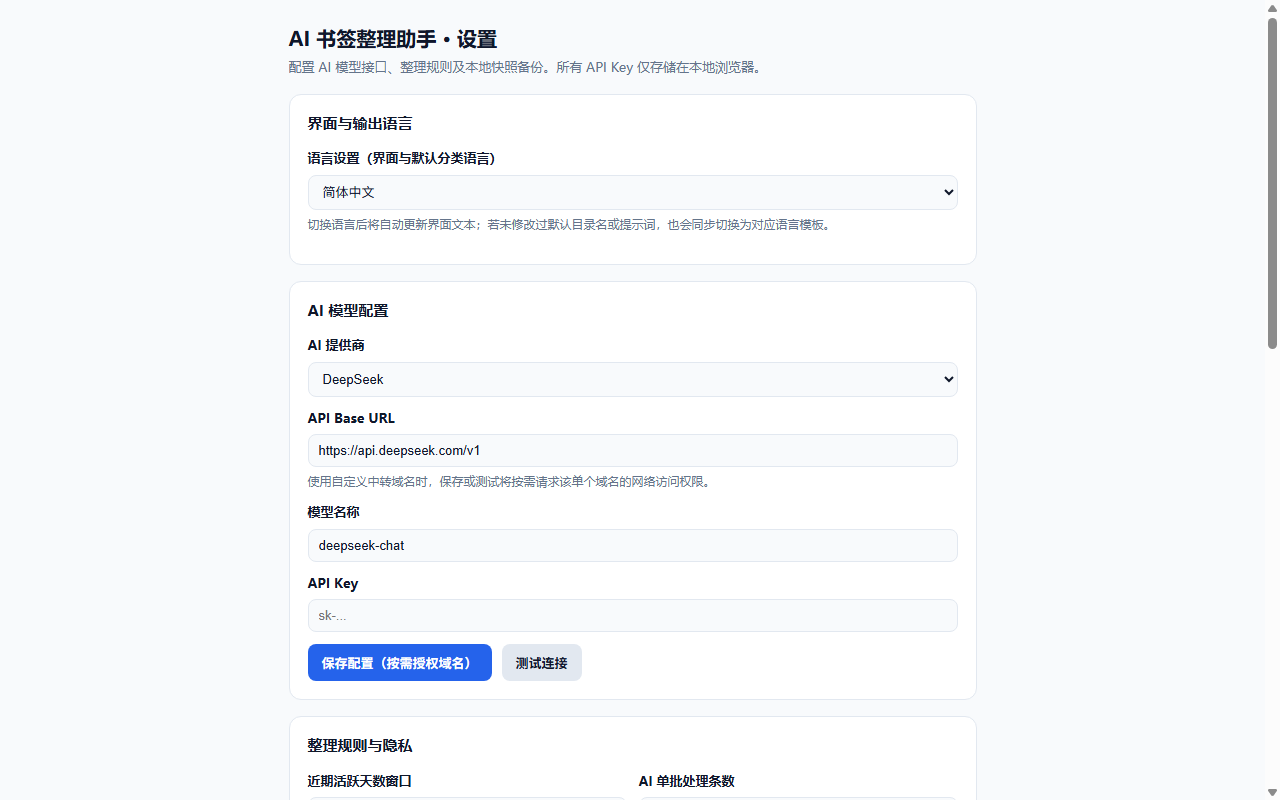 AI 书签整理助手 · 设置
配置 AI 模型接口、整理规则及本地快照备份。所有 API Key 仅存储在本地浏览器。
界面与输出语言
语言设置（界面与默认分类语言）
简体中文
切换语言后将自动更新界面文本；若未修改过默认目录名或提示词，也会同步切换为对应语言模板。
AI 模型配置
AI 提供商
DeepSeek
API Base URL
https://api.deepseek.com/v1
使用自定义中转域名时，保存或测试将按需请求该单个域名的网络访问权限。
模型名称
deepseek-chat
API Key
sk-...
保存配置（按需授权域名） 测试连接
整理规则与隐私
近期活跃天数窗口 AI 单批处理条数